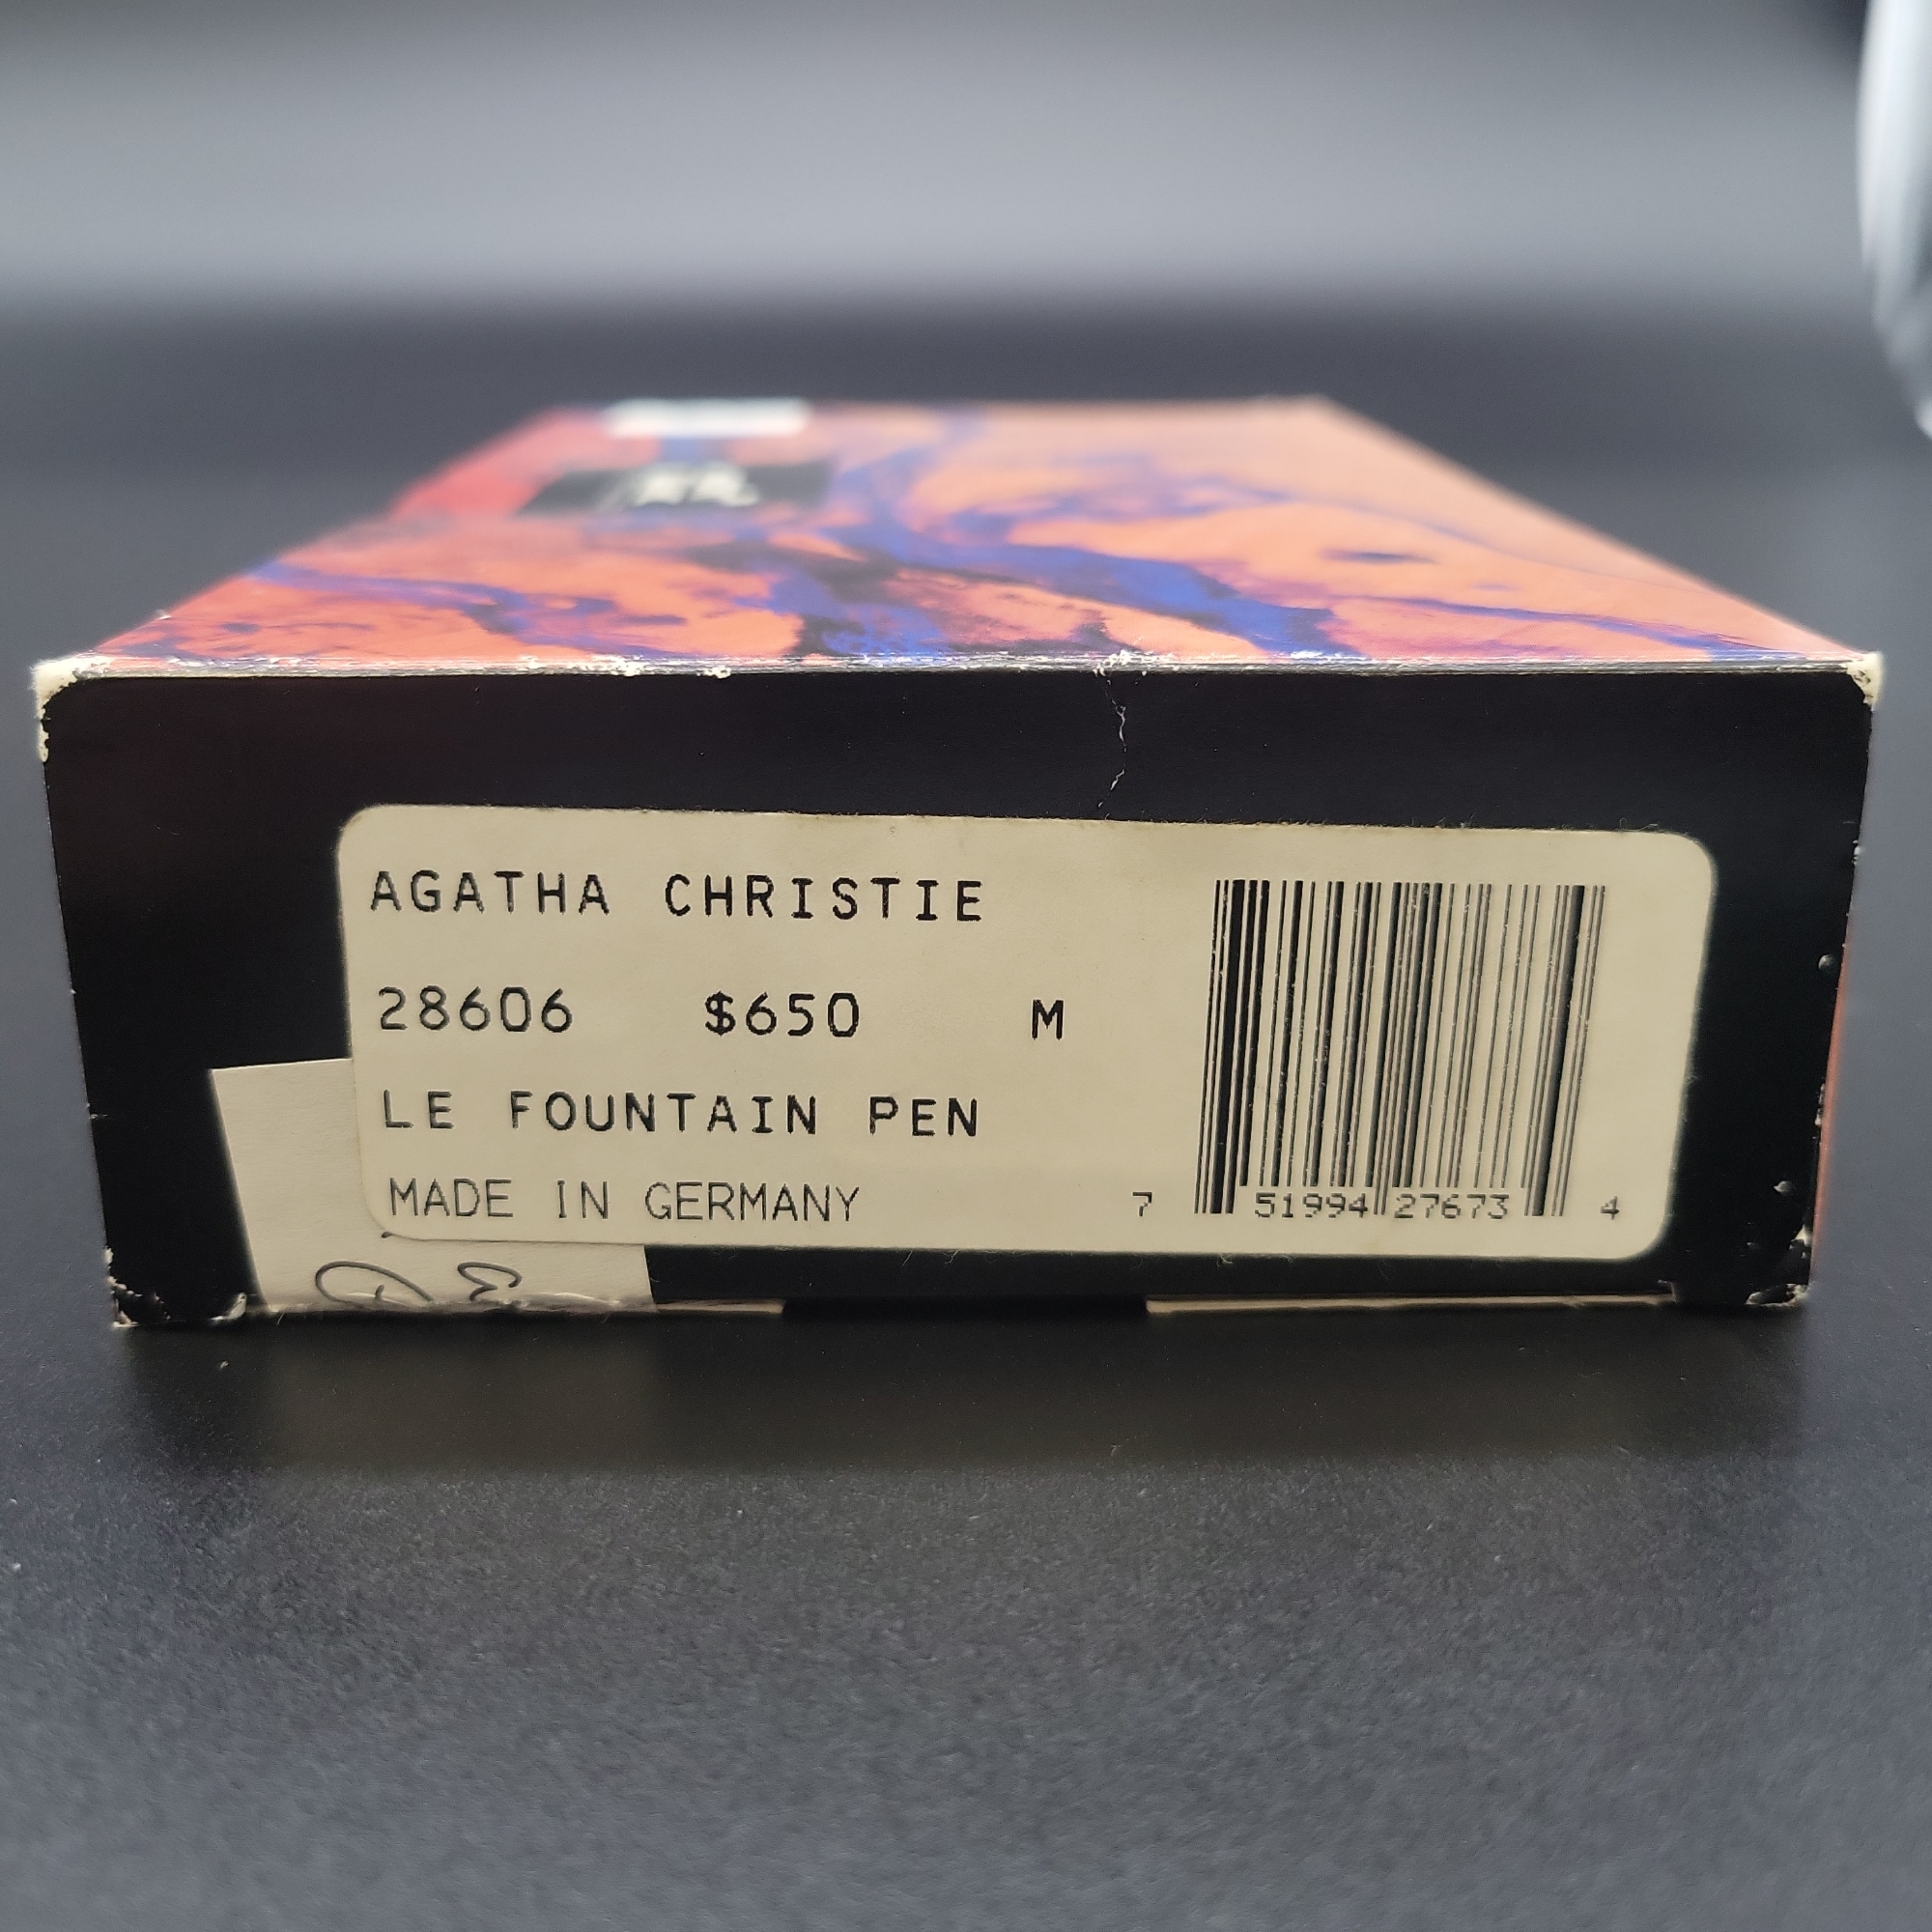 AGATHA CHRISTIE
28606 $650 M
LE FOUNTAIN PEN
MADE IN GERMANY
7 51994 27673 4